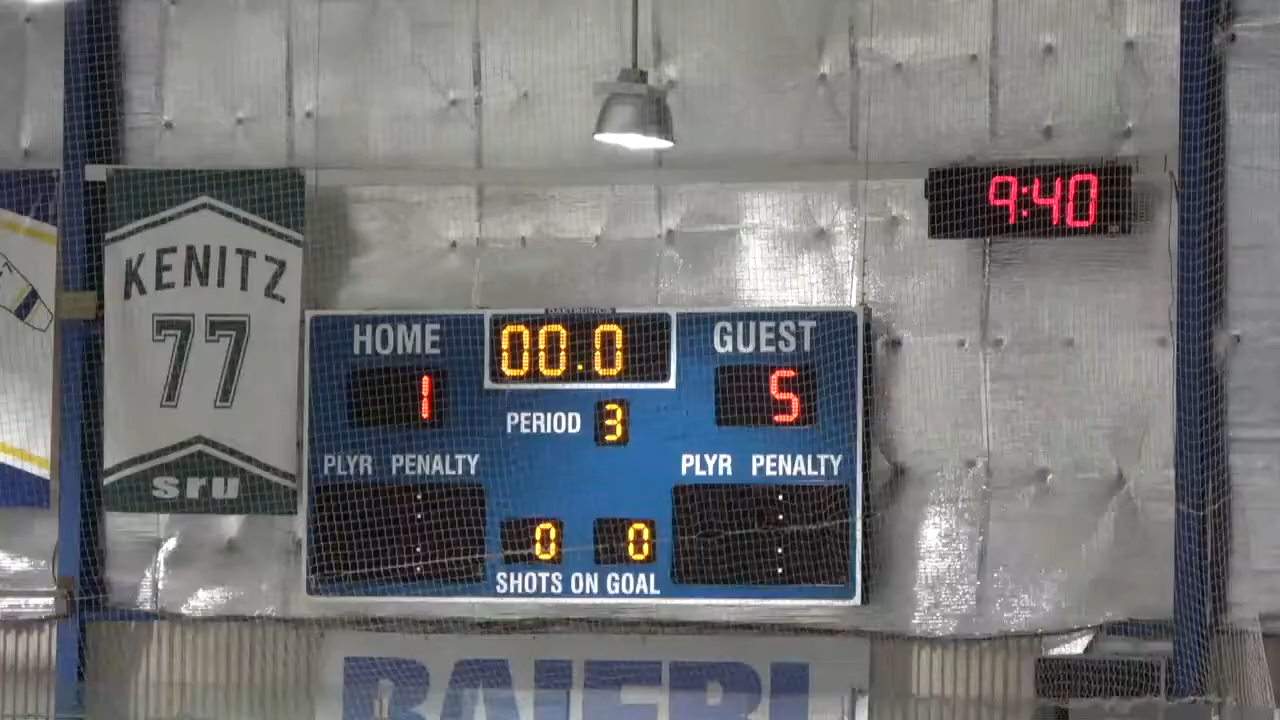 9:40
KENITZ
77
sru
DAKTRONICS
HOME
00.0
GUEST
1
5
PERIOD 3
PLYR PENALTY
PLYR PENALTY
0 0
SHOTS ON GOAL